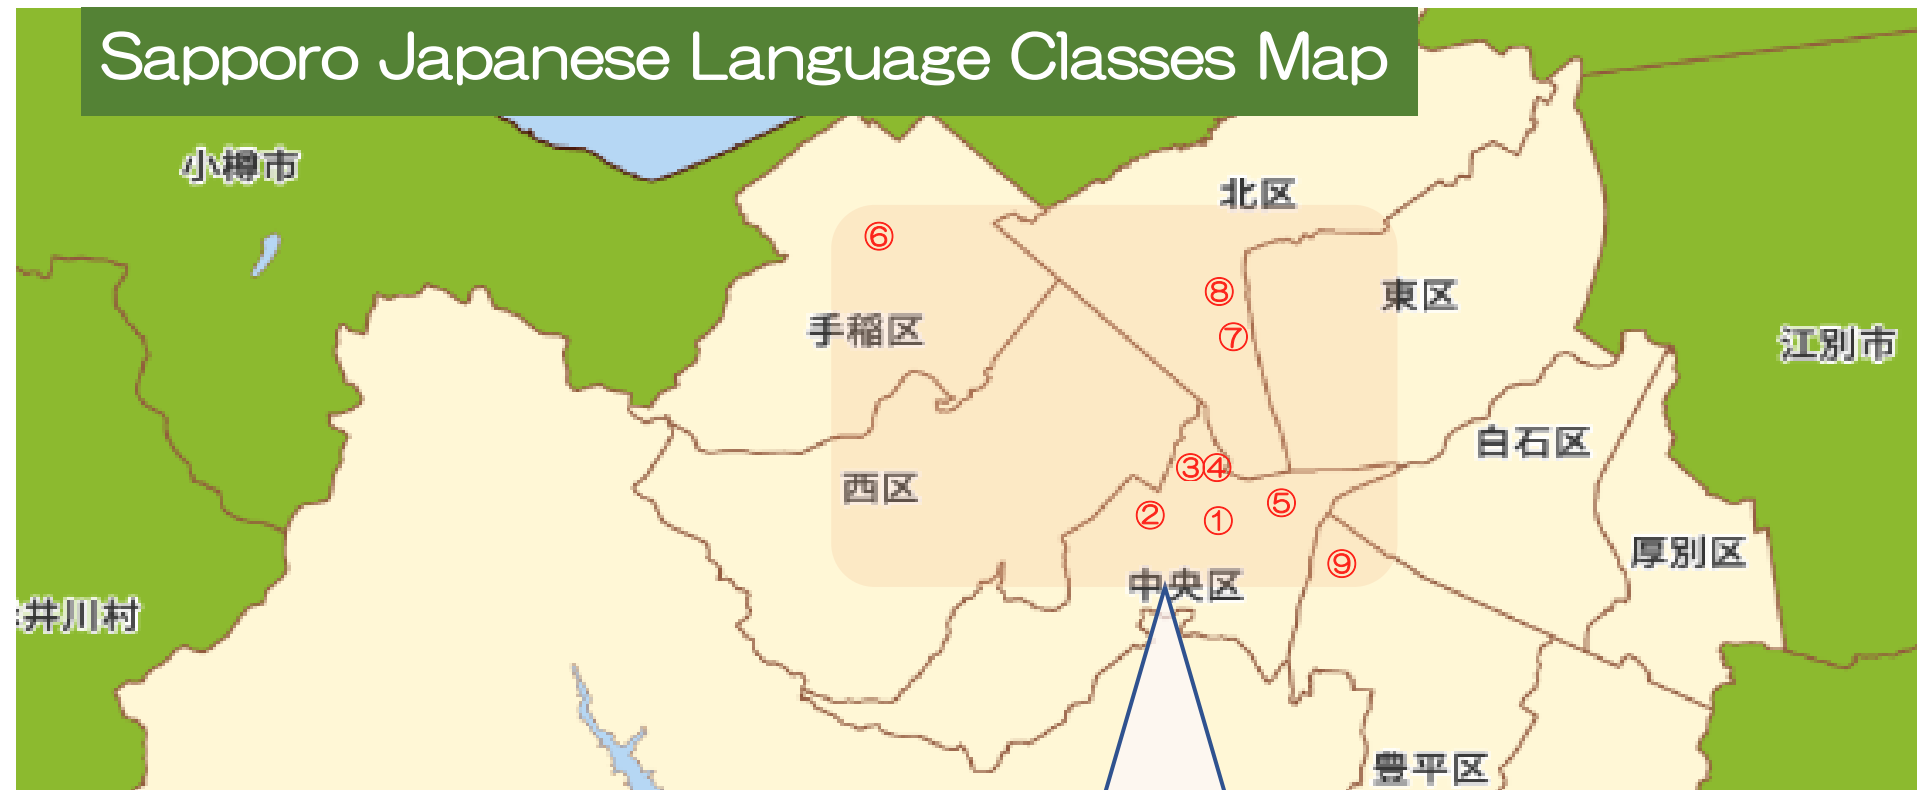 Sapporo Japanese Language Classes Map
小樽市
北区
⑥
⑧
東区
手稲区
⑦
江別市
白石区
③④
西区
⑤
② ①
厚別区
⑨
中央区
井川村
豊平区